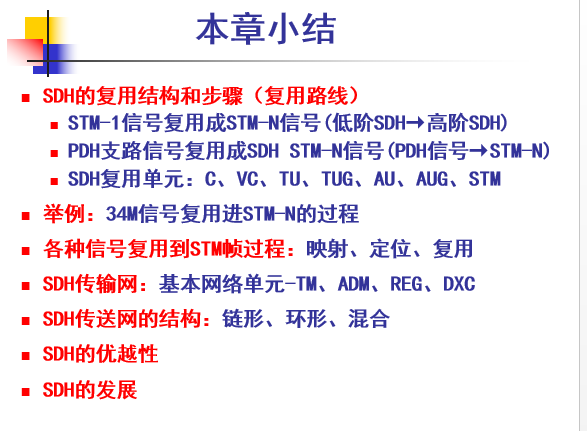 本章小结
SDH的复用结构和步骤（复用路线）
STM-1信号复用成STM-N信号(低阶SDH→高阶SDH)
PDH支路信号复用成SDH STM-N信号(PDH信号→STM-N)
SDH复用单元：C、VC、TU、TUG、AU、AUG、STM
举例：34M信号复用进STM-N的过程
各种信号复用到STM帧过程：映射、定位、复用
SDH传输网：基本网络单元-TM、ADM、REG、DXC
SDH传送网的结构：链形、环形、混合
SDH的优越性
SDH的发展